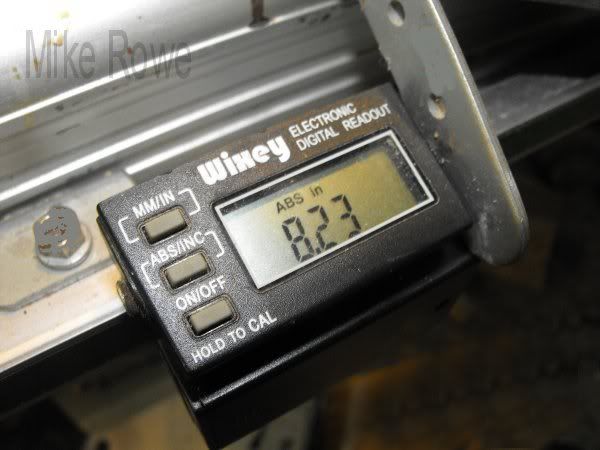 Mike Rowe
Wixey
ELECTRONIC
DIGITAL READOUT
MM/IN
ABS in
8.23
ABS/INC
ON/OFF
HOLD TO CAL